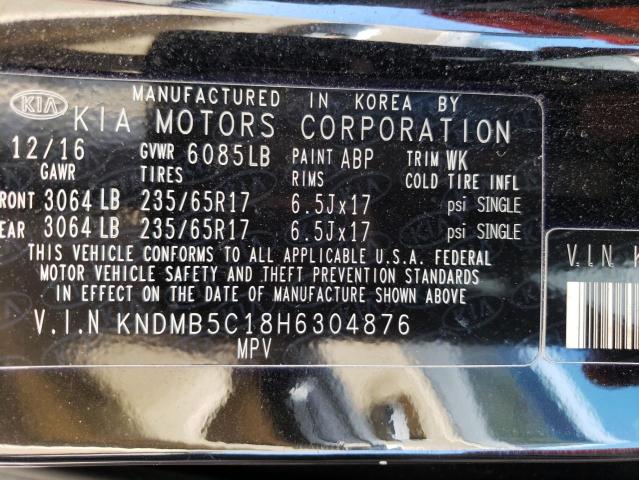 KIA
MANUFACTURED IN KOREA BY
KIA MOTORS CORPORATION
12/16 GVWR 6085LB PAINT ABP TRIM WK
GAWR TIRES RIMS COLD TIRE INFL
RONT 3064 LB 235/65R17 6.5Jx17 psi SINGLE
EAR 3064 LB 235/65R17 6.5Jx17 psi SINGLE
THIS VEHICLE CONFORMS TO ALL APPLICABLE U.S.A. FEDERAL
MOTOR VEHICLE SAFETY AND THEFT PREVENTION STANDARDS
IN EFFECT ON THE DATE OF MANUFACTURE SHOWN ABOVE
V.I.N KNDMB5C18H6304876
MPV
V.I.N K